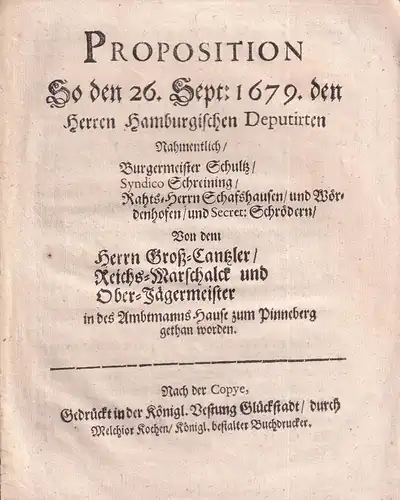 PROPOSITION
So den 26. Sept: 1679. den
Herren Hamburgischen Deputirten
Nahmentlich/
Burgermeister Schultz/
Syndico Schreining/
Rahts-Herrn Schafshausen/ und Wör-
denhofen/ und Secret: Schrödern/
Von dem
Herrn Groß-Cantzler/
Reichs-Marschalck und
Ober-Jägermeister
in des Ambtmanns Hause zum Pinneberg
gethan worden.
Nach der Copye,
Gedrückt in der Königl. Vestung Glückstadt/ durch
Melchior Kochen/ Königl. bestalter Buchdrucker.